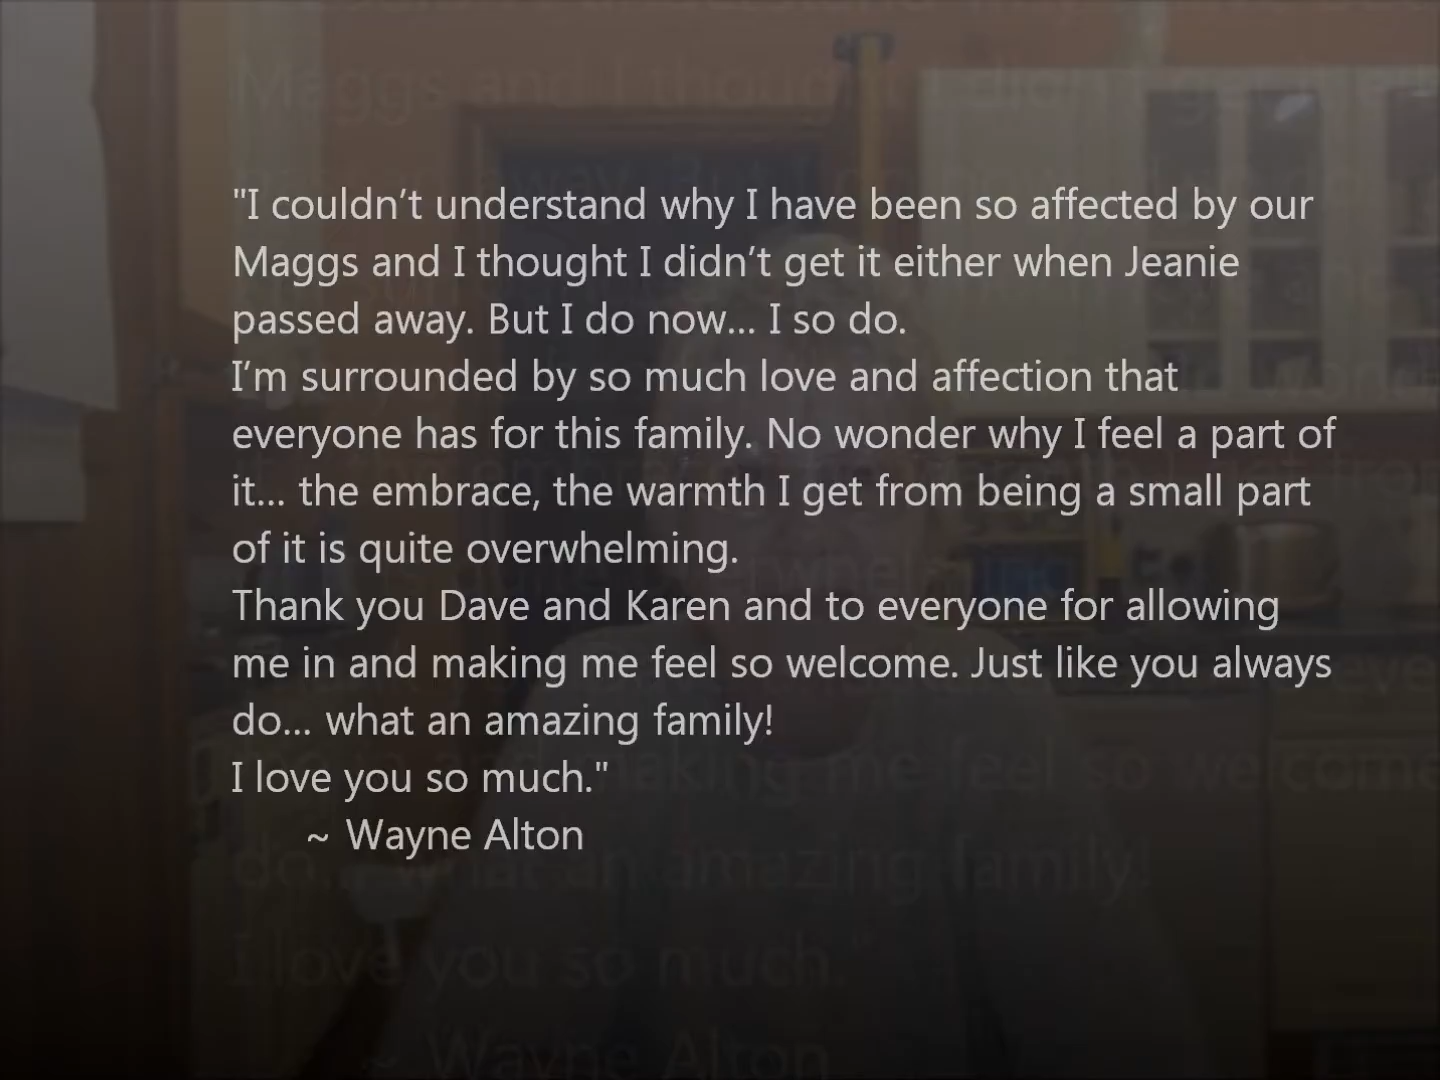 "I couldn’t understand why I have been so affected by our
Maggs and I thought I didn’t get it either when Jeanie
passed away. But I do now... I so do.
I’m surrounded by so much love and affection that
everyone has for this family. No wonder why I feel a part of
it... the embrace, the warmth I get from being a small part
of it is quite overwhelming.
Thank you Dave and Karen and to everyone for allowing
me in and making me feel so welcome. Just like you always
do... what an amazing family!
I love you so much."
~ Wayne Alton